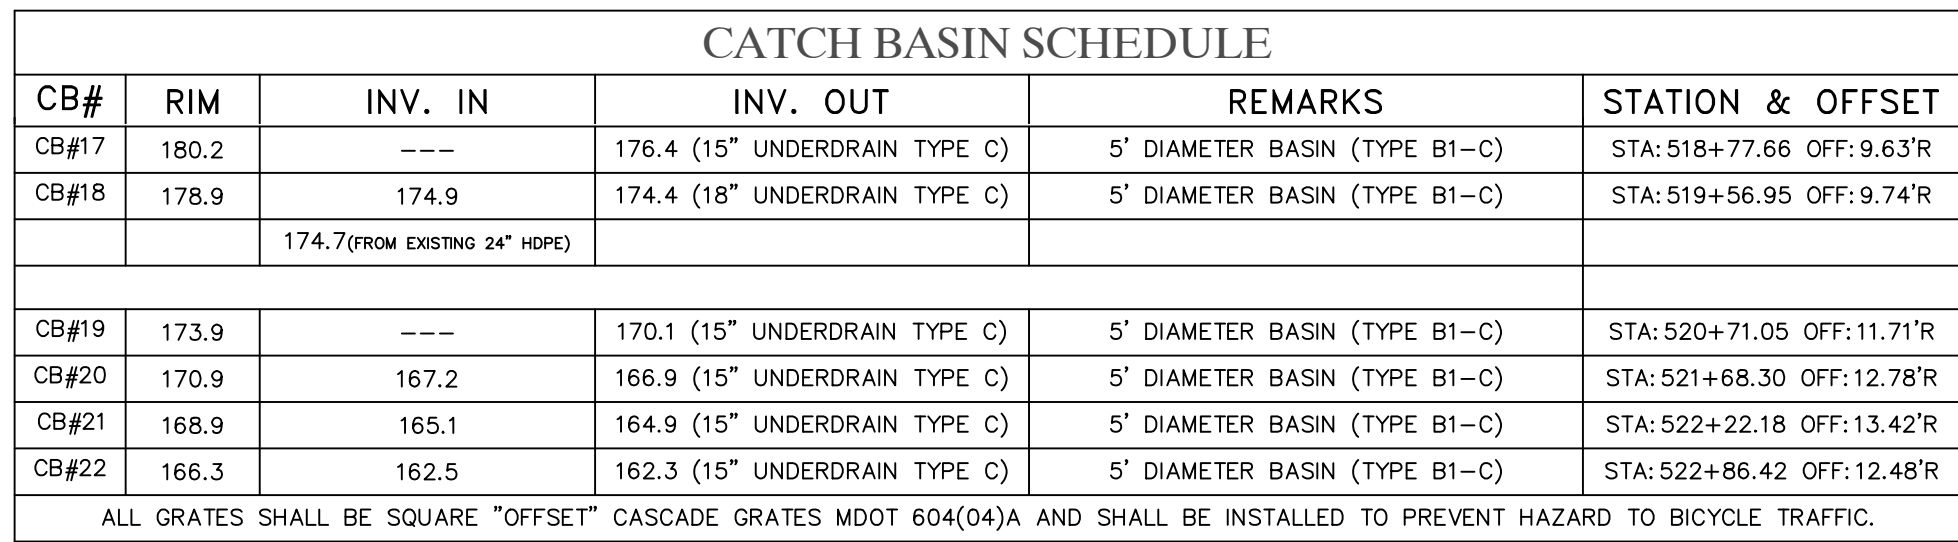 CATCH BASIN SCHEDULE
CB# RIM INV. IN INV. OUT REMARKS STATION & OFFSET
CB#17 180.2 --- 176.4 (15" UNDERDRAIN TYPE C) 5' DIAMETER BASIN (TYPE B1-C) STA:518+77.66 OFF:9.63'R
CB#18 178.9 174.9 174.4 (18" UNDERDRAIN TYPE C) 5' DIAMETER BASIN (TYPE B1-C) STA:519+56.95 OFF:9.74'R
174.7(FROM EXISTING 24" HDPE)
CB#19 173.9 --- 170.1 (15" UNDERDRAIN TYPE C) 5' DIAMETER BASIN (TYPE B1-C) STA:520+71.05 OFF:11.71'R
CB#20 170.9 167.2 166.9 (15" UNDERDRAIN TYPE C) 5' DIAMETER BASIN (TYPE B1-C) STA:521+68.30 OFF:12.78'R
CB#21 168.9 165.1 164.9 (15" UNDERDRAIN TYPE C) 5' DIAMETER BASIN (TYPE B1-C) STA:522+22.18 OFF:13.42'R
CB#22 166.3 162.5 162.3 (15" UNDERDRAIN TYPE C) 5' DIAMETER BASIN (TYPE B1-C) STA:522+86.42 OFF:12.48'R
ALL GRATES SHALL BE SQUARE "OFFSET" CASCADE GRATES MDOT 604(04)A AND SHALL BE INSTALLED TO PREVENT HAZARD TO BICYCLE TRAFFIC.